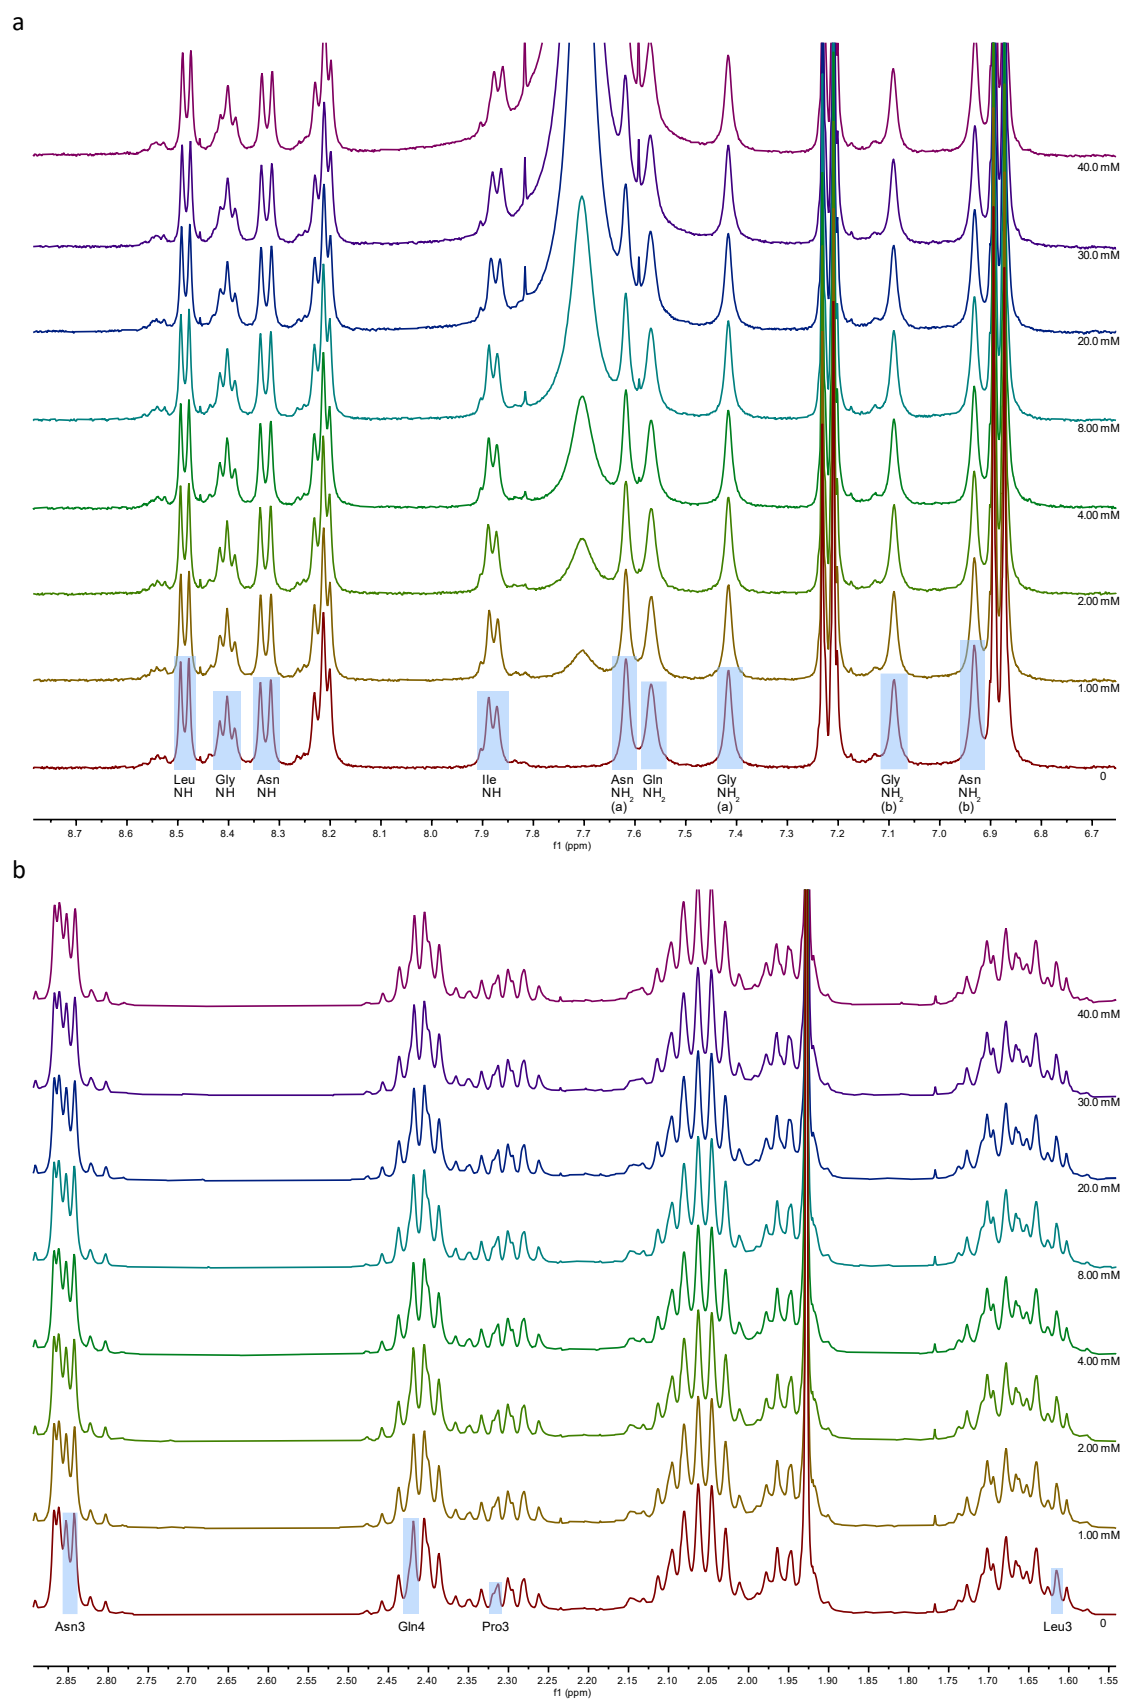 a
40.0 mM
30.0 mM
20.0 mM
8.00 mM
4.00 mM
2.00 mM
1.00 mM
0
Leu NH
Gly NH
Asn NH
Ile NH
Asn NH2 (a)
Gln NH2
Gly NH2 (a)
Gly NH2 (b)
Asn NH2 (b)
8.7 8.6 8.5 8.4 8.3 8.2 8.1 8.0 7.9 7.8 7.7 7.6 7.5 7.4 7.3 7.2 7.1 7.0 6.9 6.8 6.7
f1 (ppm)
b
40.0 mM
30.0 mM
20.0 mM
8.00 mM
4.00 mM
2.00 mM
1.00 mM
0
Asn3 Gln4 Pro3 Leu3
2.85 2.80 2.75 2.70 2.65 2.60 2.55 2.50 2.45 2.40 2.35 2.30 2.25 2.20 2.15 2.10 2.05 2.00 1.95 1.90 1.85 1.80 1.75 1.70 1.65 1.60 1.55
f1 (ppm)